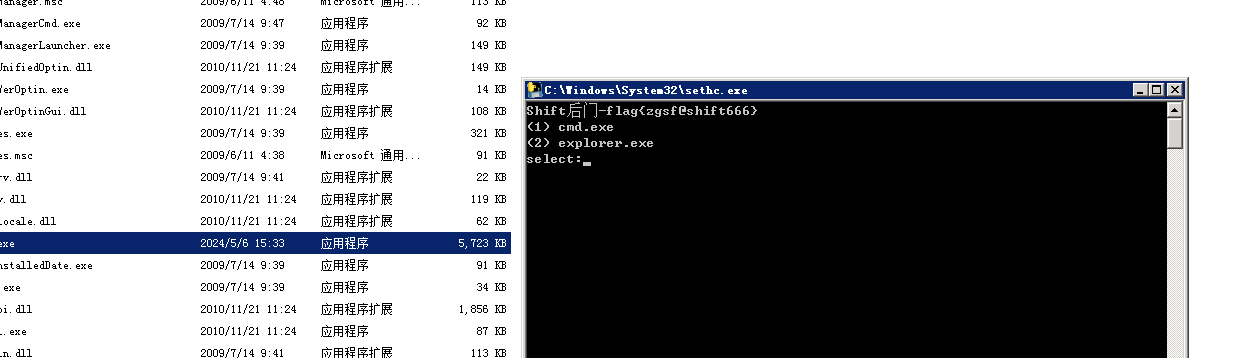 Manager.msc 2009/6/11 4:48 Microsoft 通用... 113 KB
ManagerCmd.exe 2009/7/14 9:47 应用程序 92 KB
ManagerLauncher.exe 2009/7/14 9:39 应用程序 149 KB
UnifiedOptin.dll 2010/11/21 11:24 应用程序扩展 149 KB
VerOptin.exe 2009/7/14 9:39 应用程序 14 KB
VerOptinGui.dll 2010/11/21 11:24 应用程序扩展 108 KB
es.exe 2009/7/14 9:39 应用程序 321 KB
es.msc 2009/6/11 4:38 Microsoft 通用... 91 KB
rv.dll 2009/7/14 9:41 应用程序扩展 22 KB
v.dll 2010/11/21 11:24 应用程序扩展 119 KB
locale.dll 2010/11/21 11:24 应用程序扩展 62 KB
exe 2024/5/6 15:33 应用程序 5,723 KB
nstalledDate.exe 2009/7/14 9:39 应用程序 91 KB
.exe 2009/7/14 9:39 应用程序 34 KB
pi.dll 2010/11/21 11:24 应用程序扩展 1,856 KB
.exe 2010/11/21 11:24 应用程序 87 KB
in.dll 2009/7/14 9:41 应用程序扩展 113 KB
C:\Windows\System32\sethc.exe
Shift后门-flag{zgsf@shift666}
(1) cmd.exe
(2) explorer.exe
select: